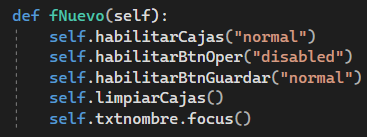 def fNuevo(self):
    self.habilitarCajas("normal")
    self.habilitarBtnOper("disabled")
    self.habilitarBtnGuardar("normal")
    self.limpiarCajas()
    self.txtnombre.focus()